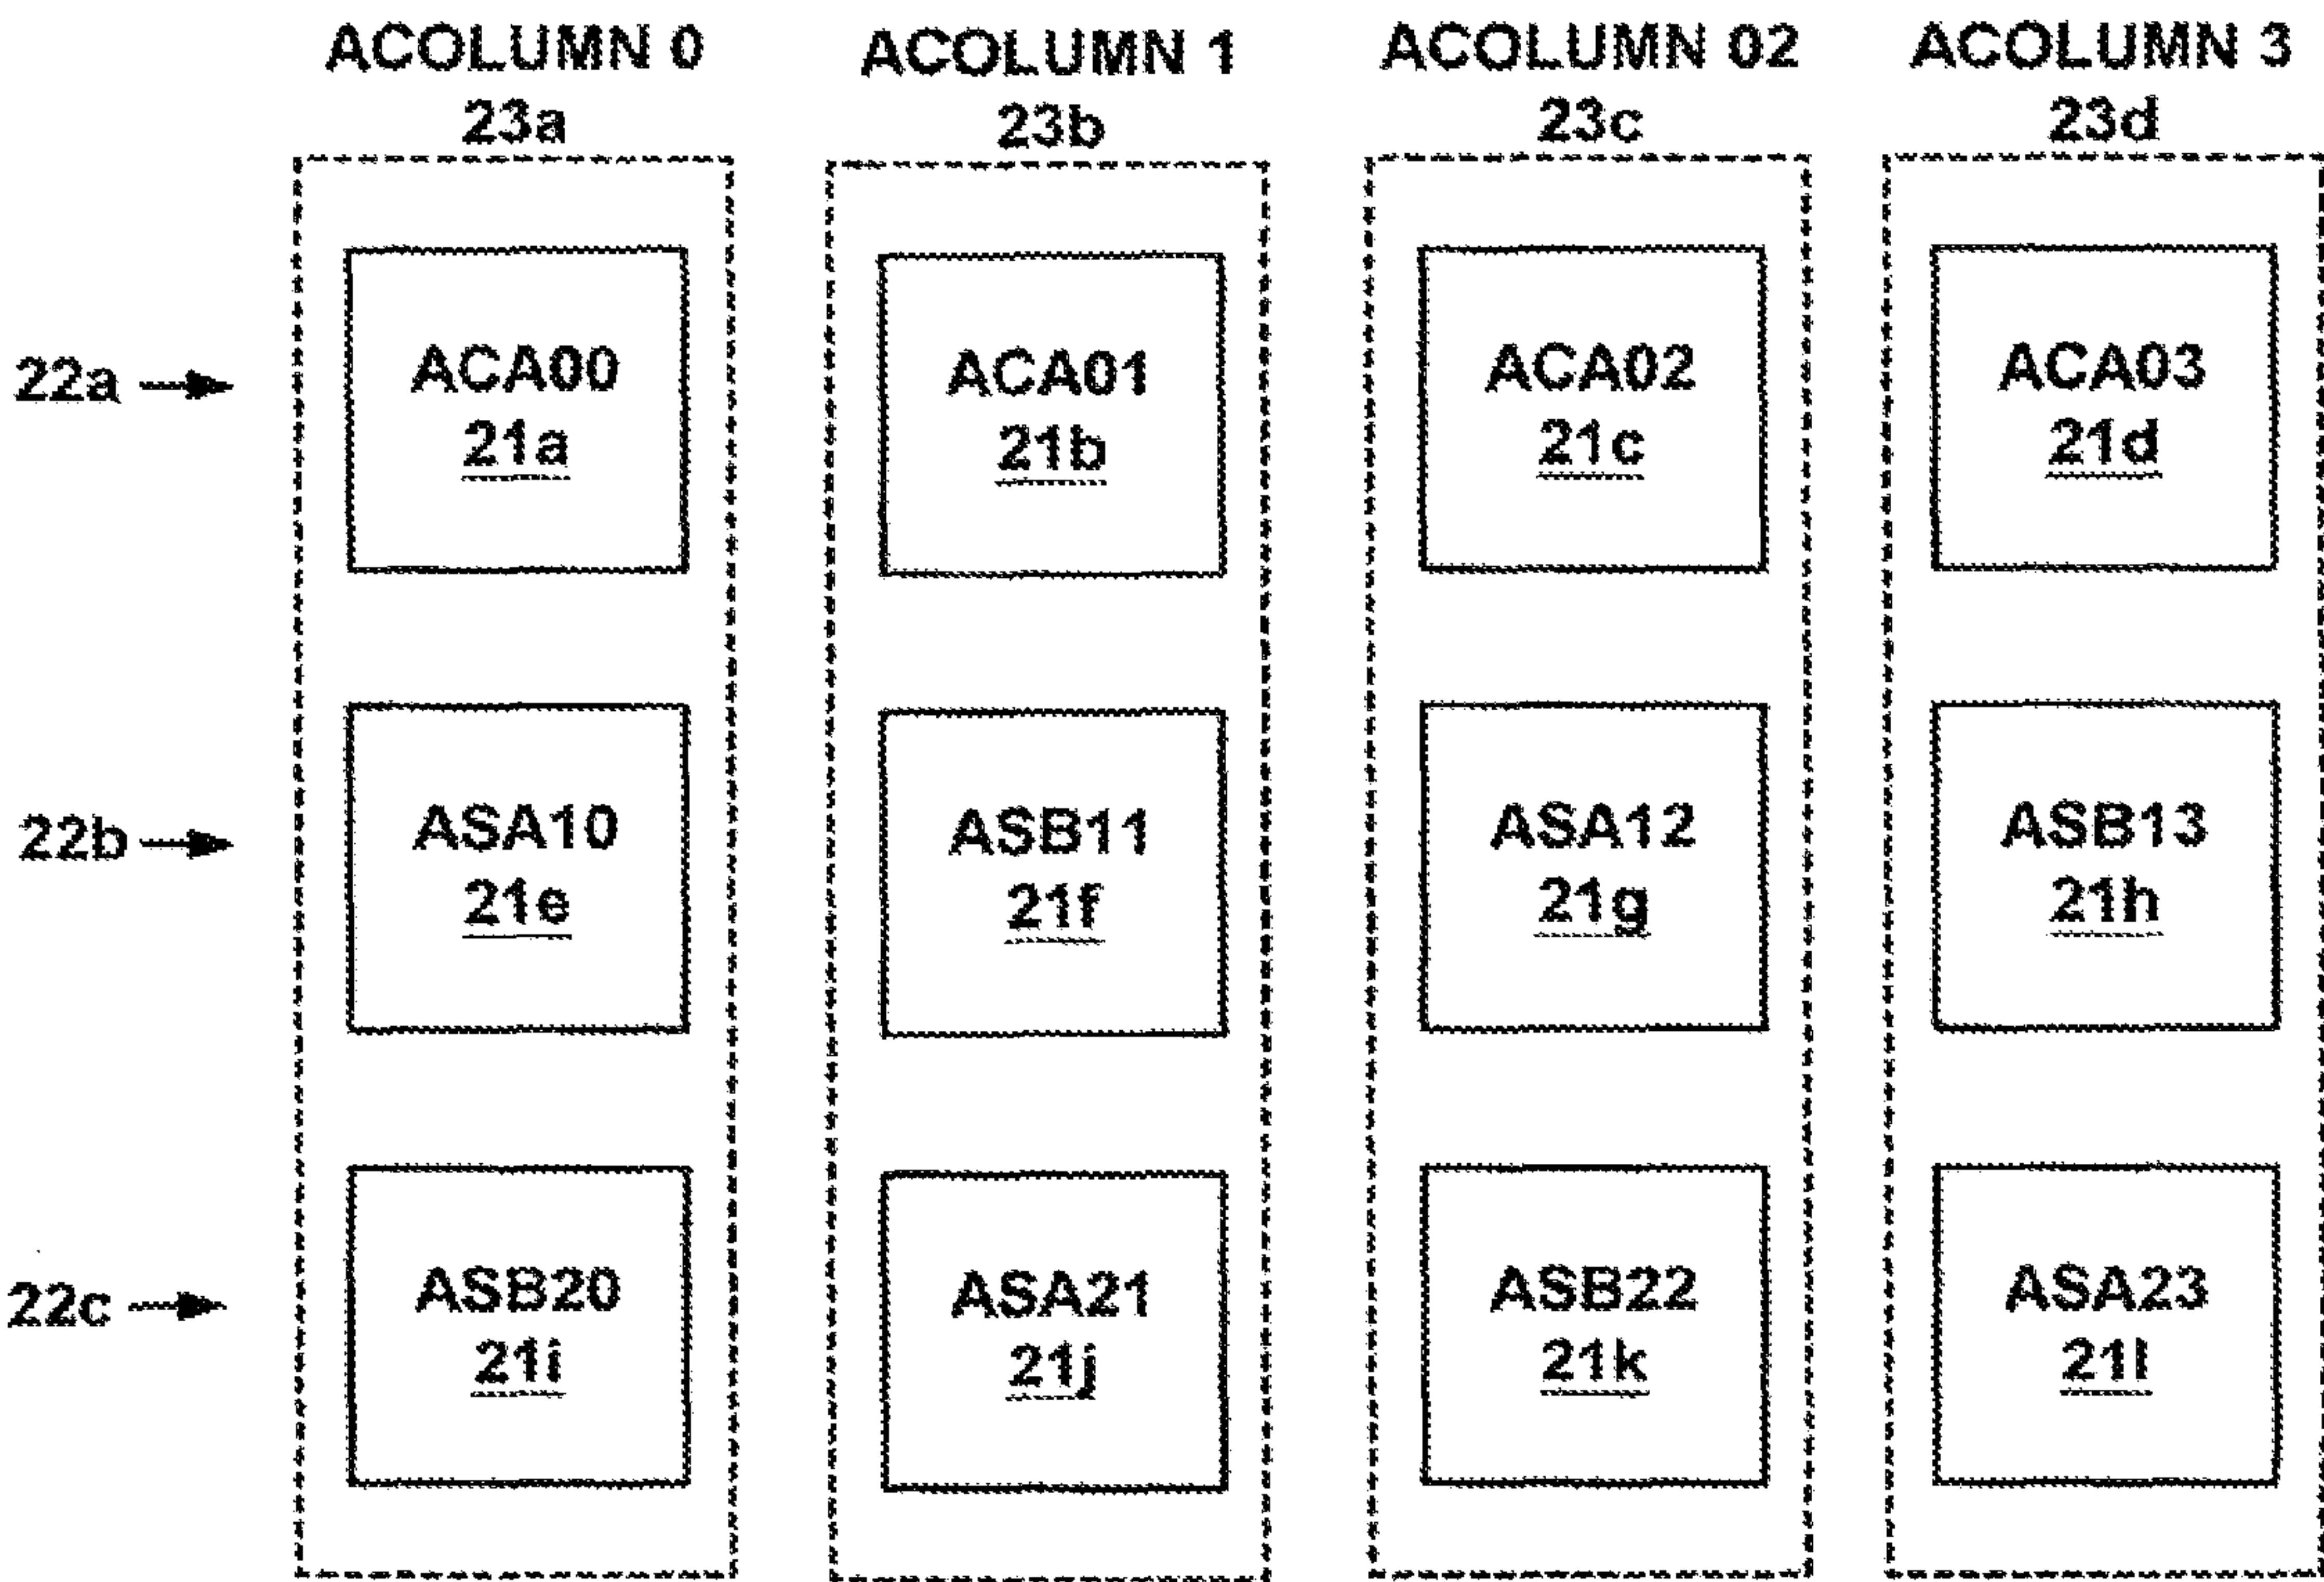 ACOLUMN 0 ACOLUMN 1 ACOLUMN 02 ACOLUMN 3
23a 23b 23c 23d
22a ACA00 ACA01 ACA02 ACA03
21a 21b 21c 21d
22b ASA10 ASB11 ASA12 ASB13
21e 21f 21g 21h
22c ASB20 ASA21 ASB22 ASA23
21i 21j 21k 21l